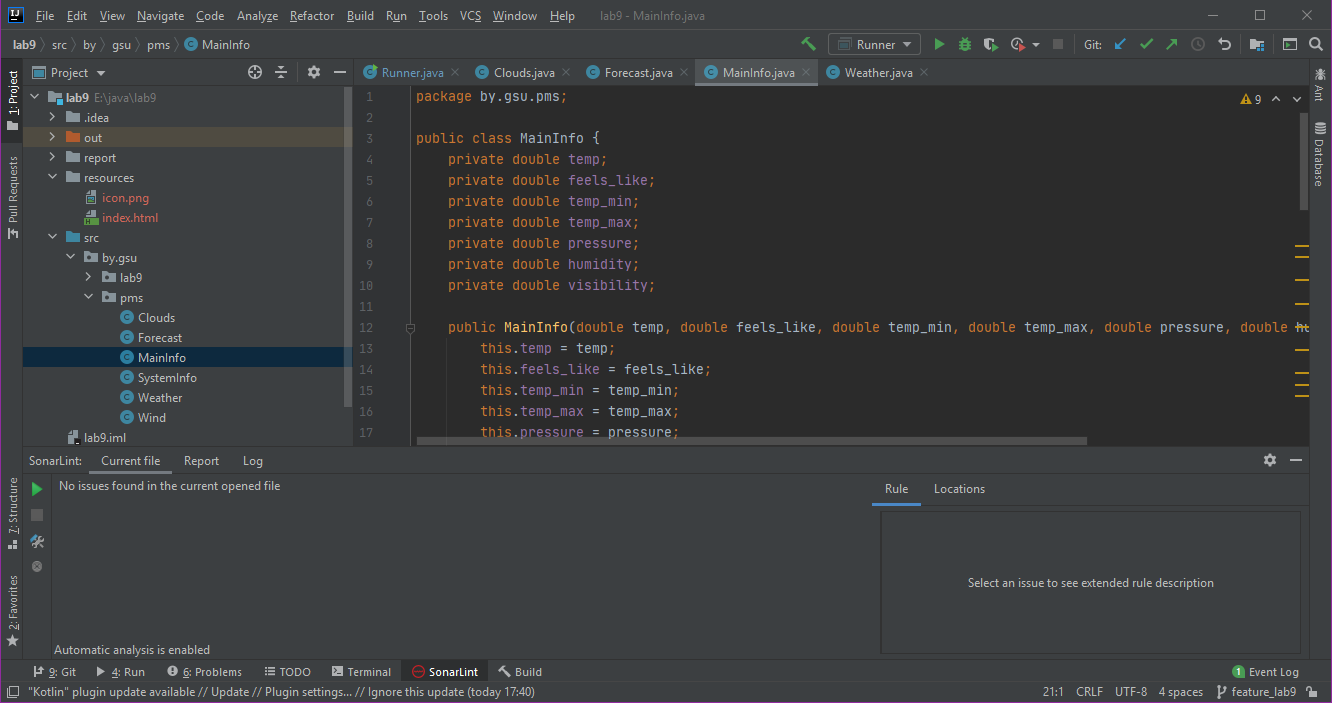 File Edit View Navigate Code Analyze Refactor Build Run Tools VCS Window Help lab9 - MainInfo.java
lab9 src by gsu pms MainInfo Runner Git:
Project Runner.java Clouds.java Forecast.java MainInfo.java Weather.java
1: Project
Pull Requests
7: Structure
2: Favorites
lab9 E:\java\lab9
.idea
out
report
resources
icon.png
index.html
src
by.gsu
lab9
pms
Clouds
Forecast
MainInfo
SystemInfo
Weather
Wind
lab9.iml
1 package by.gsu.pms;
2
3 public class MainInfo {
4 private double temp;
5 private double feels_like;
6 private double temp_min;
7 private double temp_max;
8 private double pressure;
9 private double humidity;
10 private double visibility;
11
12 public MainInfo(double temp, double feels_like, double temp_min, double temp_max, double pressure, double
13 this.temp = temp;
14 this.feels_like = feels_like;
15 this.temp_min = temp_min;
16 this.temp_max = temp_max;
17 this.pressure = pressure;
9
Ant
Database
SonarLint: Current file Report Log
No issues found in the current opened file
Rule Locations
Select an issue to see extended rule description
Automatic analysis is enabled
9: Git 4: Run 6: Problems TODO Terminal SonarLint Build 1 Event Log
"Kotlin" plugin update available // Update // Plugin settings... // Ignore this update (today 17:40) 21:1 CRLF UTF-8 4 spaces feature_lab9